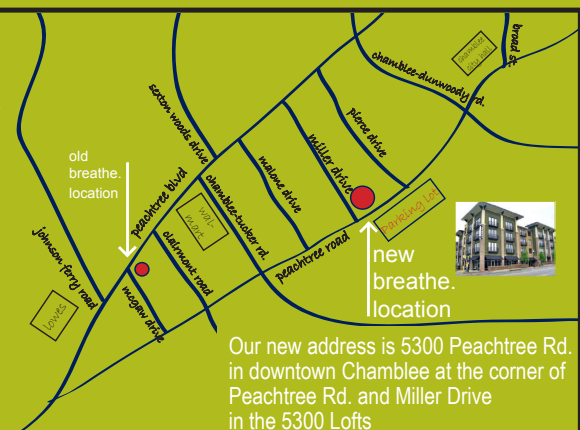 broad st.
chamblee
city hall
chamblee-dunwoody rd.
sexton woods drive
pierce drive
miller drive
malone drive
old
breathe.
location
peachtree blvd
chamblee-tucker rd.
wal-
mart
Parking Lot
johnson ferry road
clairmont road
peachtree road
mcgaw drive
lowes
new
breathe.
location
Our new address is 5300 Peachtree Rd.
in downtown Chamblee at the corner of
Peachtree Rd. and Miller Drive
in the 5300 Lofts